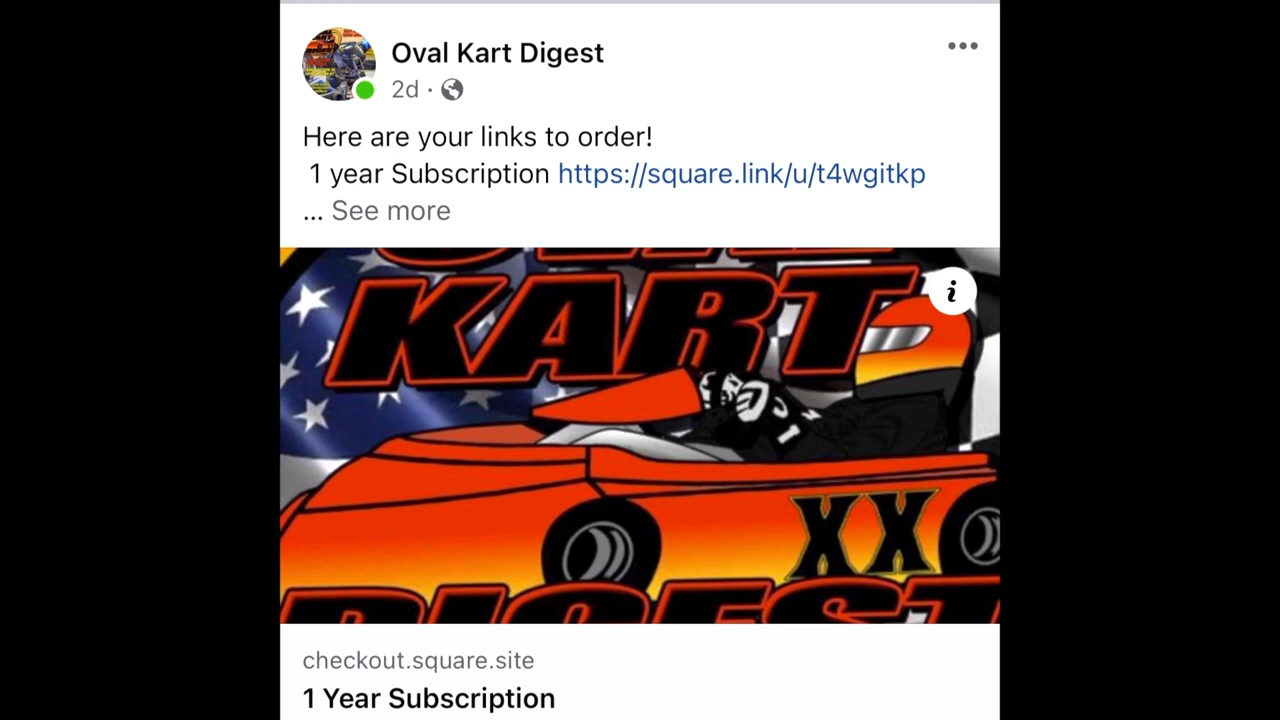 Oval Kart Digest
2d ·
Here are your links to order!
1 year Subscription https://square.link/u/t4wgitkp
... See more
KART
XX
DIGEST
checkout.square.site
1 Year Subscription